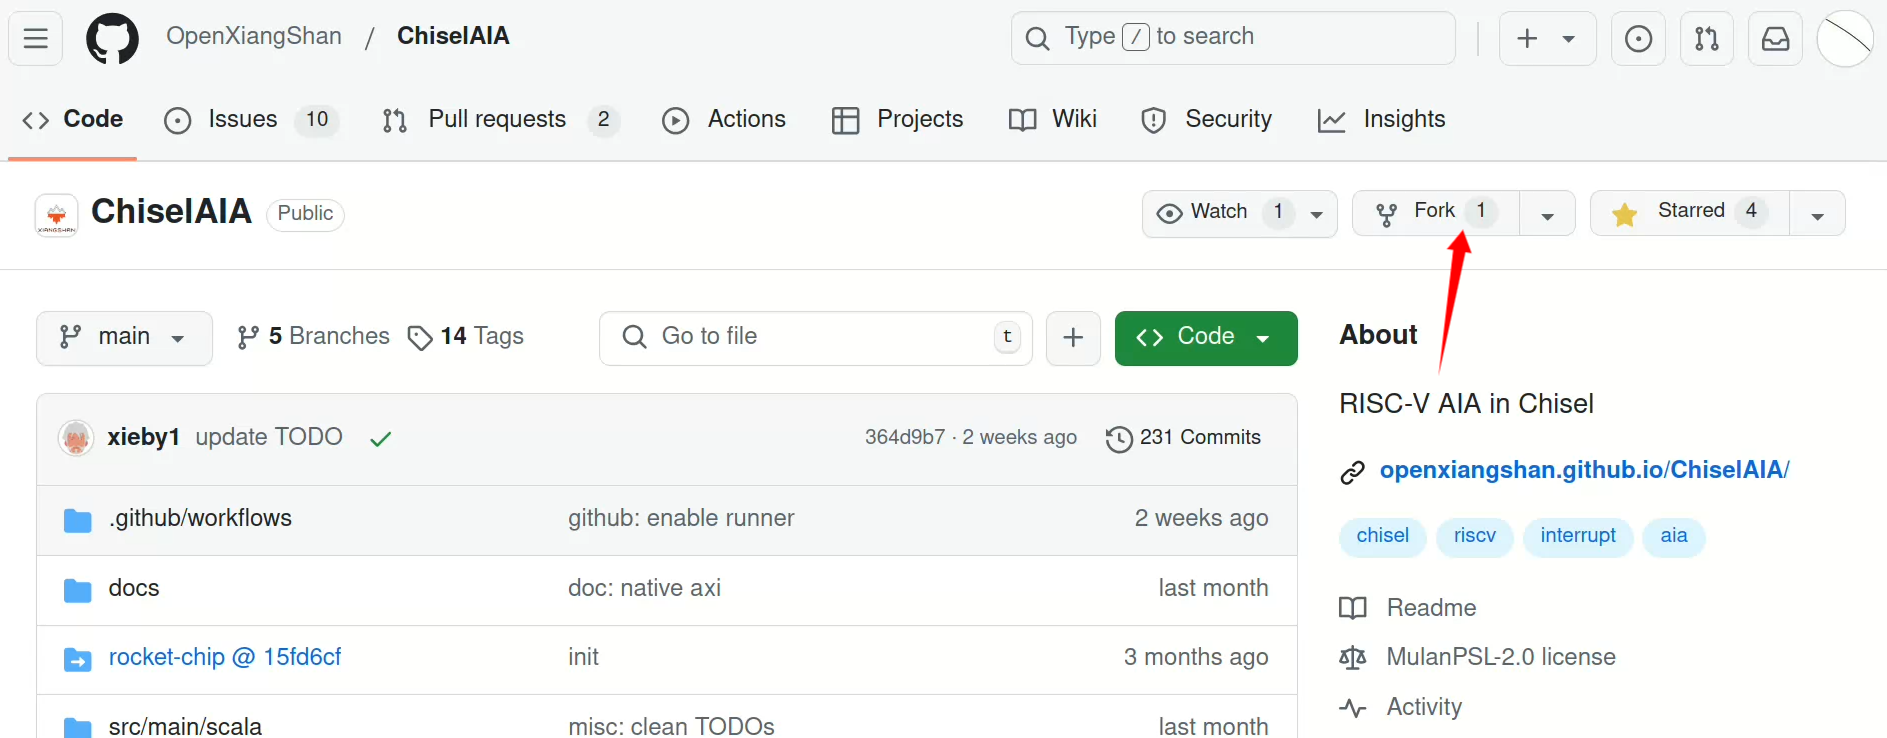 OpenXiangShan / ChiselAIA Type / to search
Code Issues 10 Pull requests 2 Actions Projects Wiki Security Insights
XIANGSHAN ChiselAIA Public Watch 1 Fork 1 Starred 4
main 5 Branches 14 Tags Go to file t Code
About
RISC-V AIA in Chisel
openxiangshan.github.io/ChiselAIA/
chisel riscv interrupt aia
Readme
MulanPSL-2.0 license
Activity
xieby1 update TODO 364d9b7 · 2 weeks ago 231 Commits
.github/workflows github: enable runner 2 weeks ago
docs doc: native axi last month
rocket-chip @ 15fd6cf init 3 months ago
src/main/scala misc: clean TODOs last month